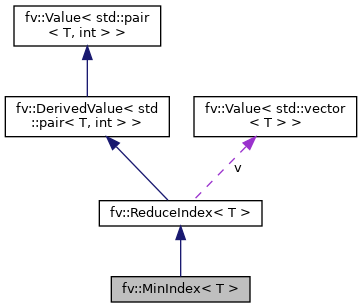 fv::Value< std::pair
< T, int > >
fv::DerivedValue< std
::pair< T, int > >
fv::Value< std::vector
< T > >
v
fv::ReduceIndex< T >
fv::MinIndex< T >